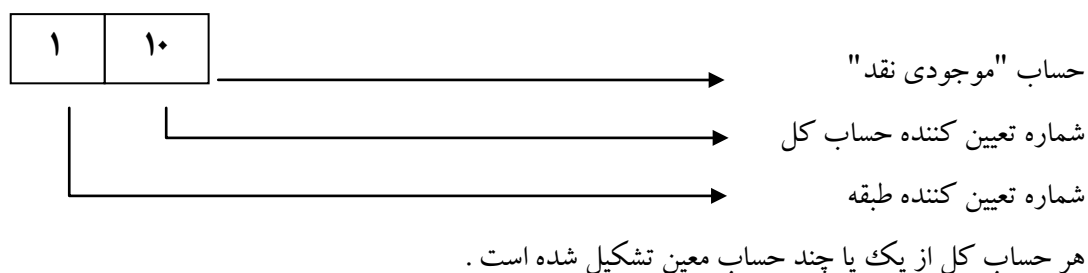 ۱ ۱۰
حساب "موجودی نقد"
شماره تعیین کننده حساب کل
شماره تعیین کننده طبقه
هر حساب کل از یک یا چند حساب معین تشکیل شده است .